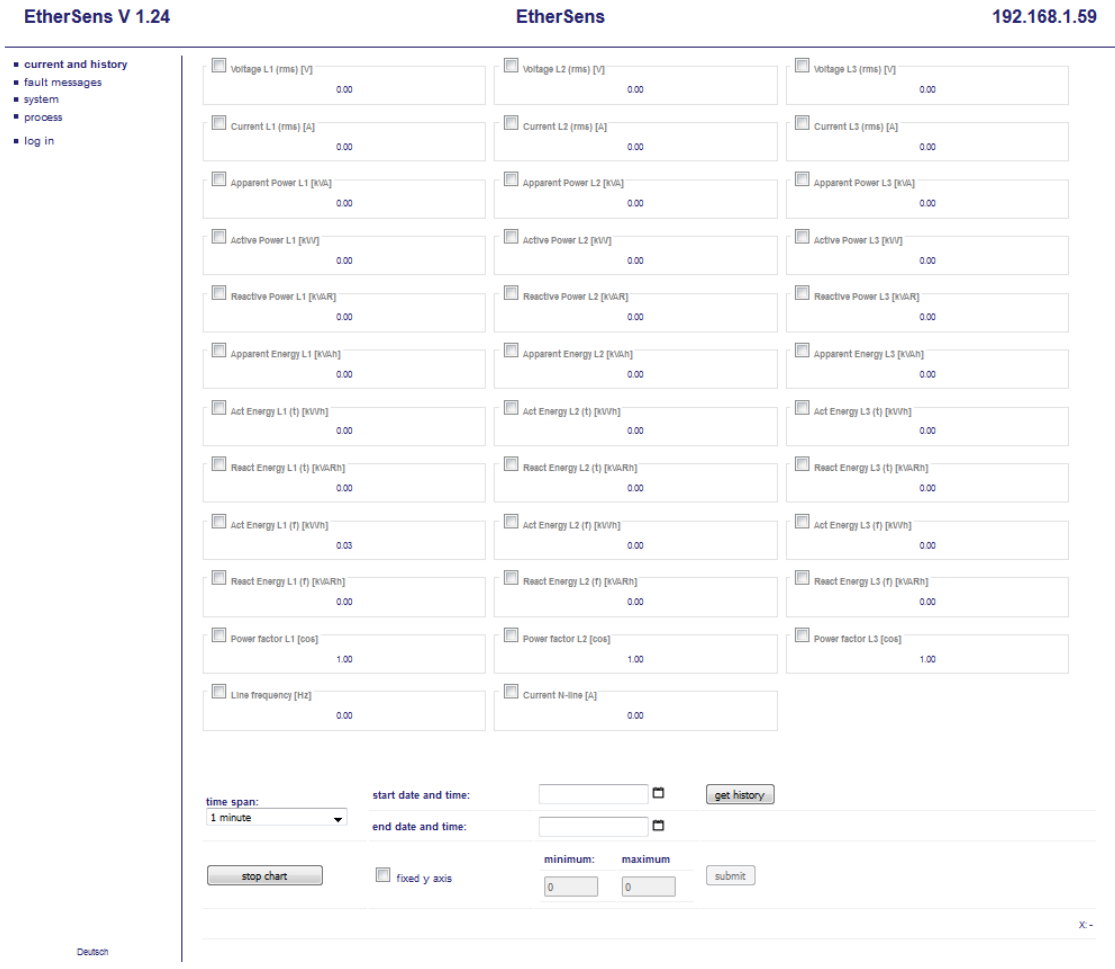 EtherSens V 1.24 EtherSens 192.168.1.59
current and history
fault messages
system
process
log in
Voltage L1 (rms) [V] Voltage L2 (rms) [V] Voltage L3 (rms) [V]
0.00 0.00 0.00
Current L1 (rms) [A] Current L2 (rms) [A] Current L3 (rms) [A]
0.00 0.00 0.00
Apparent Power L1 [kVA] Apparent Power L2 [kVA] Apparent Power L3 [kVA]
0.00 0.00 0.00
Active Power L1 [kW] Active Power L2 [kW] Active Power L3 [kW]
0.00 0.00 0.00
Reactive Power L1 [kVAR] Reactive Power L2 [kVAR] Reactive Power L3 [kVAR]
0.00 0.00 0.00
Apparent Energy L1 [kVAh] Apparent Energy L2 [kVAh] Apparent Energy L3 [kVAh]
0.00 0.00 0.00
Act Energy L1 (t) [kWh] Act Energy L2 (t) [kWh] Act Energy L3 (t) [kWh]
0.00 0.00 0.00
React Energy L1 (t) [kVARh] React Energy L2 (t) [kVARh] React Energy L3 (t) [kVARh]
0.00 0.00 0.00
Act Energy L1 (f) [kWh] Act Energy L2 (f) [kWh] Act Energy L3 (f) [kWh]
0.03 0.00 0.00
React Energy L1 (f) [kVARh] React Energy L2 (f) [kVARh] React Energy L3 (f) [kVARh]
0.00 0.00 0.00
Power factor L1 [cos] Power factor L2 [cos] Power factor L3 [cos]
1.00 1.00 1.00
Line frequency [Hz] Current N-line [A]
0.00 0.00
time span:
1 minute
start date and time: get history
end date and time:
minimum: maximum
stop chart fixed y axis 0 0 submit
X: -
Deutsch